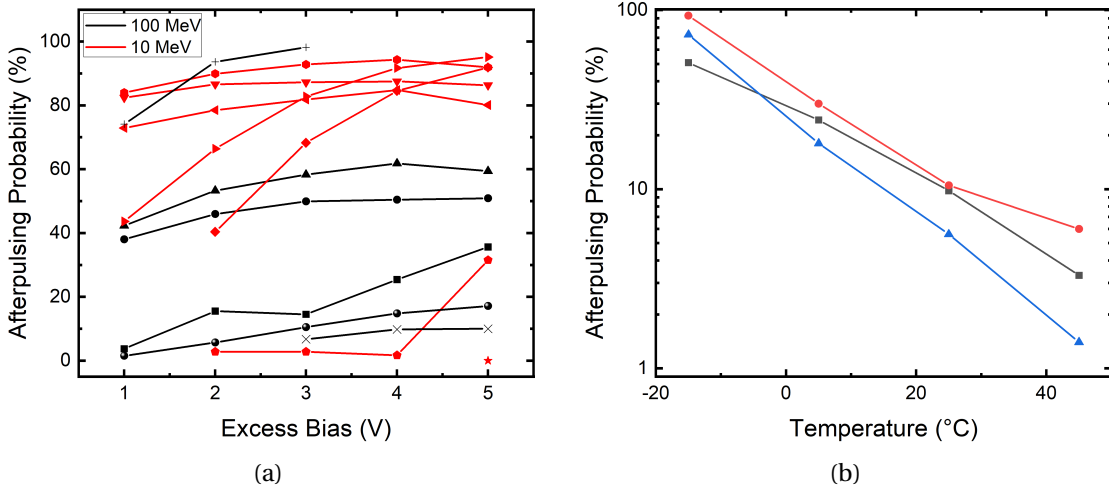 100 MeV
10 MeV
Afterpulsing Probability (%)
100
80
60
40
20
0
1 2 3 4 5
Excess Bias (V)
(a)
Afterpulsing Probability (%)
100
10
1
-20 0 20 40
Temperature (°C)
(b)